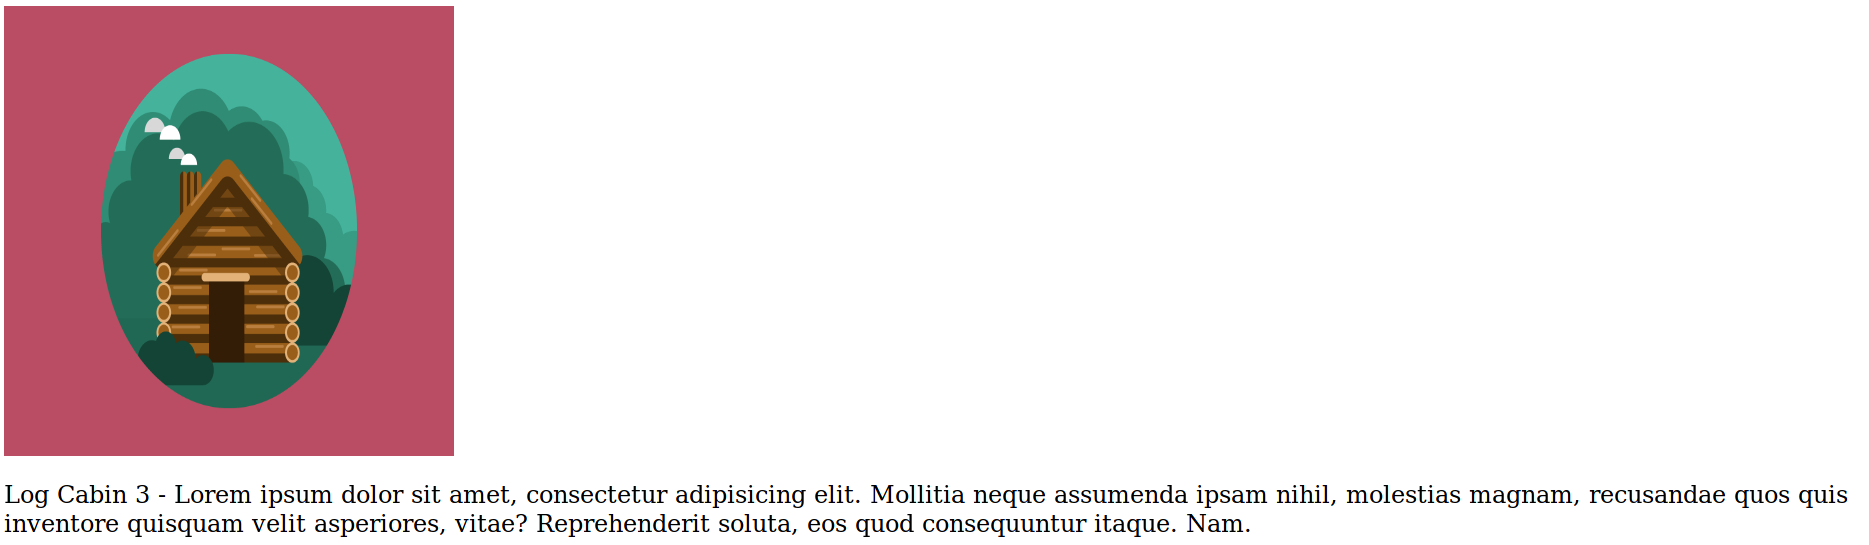 Log Cabin 3 - Lorem ipsum dolor sit amet, consectetur adipisicing elit. Mollitia neque assumenda ipsam nihil, molestias magnam, recusandae quos quis
inventore quisquam velit asperiores, vitae? Reprehenderit soluta, eos quod consequuntur itaque. Nam.